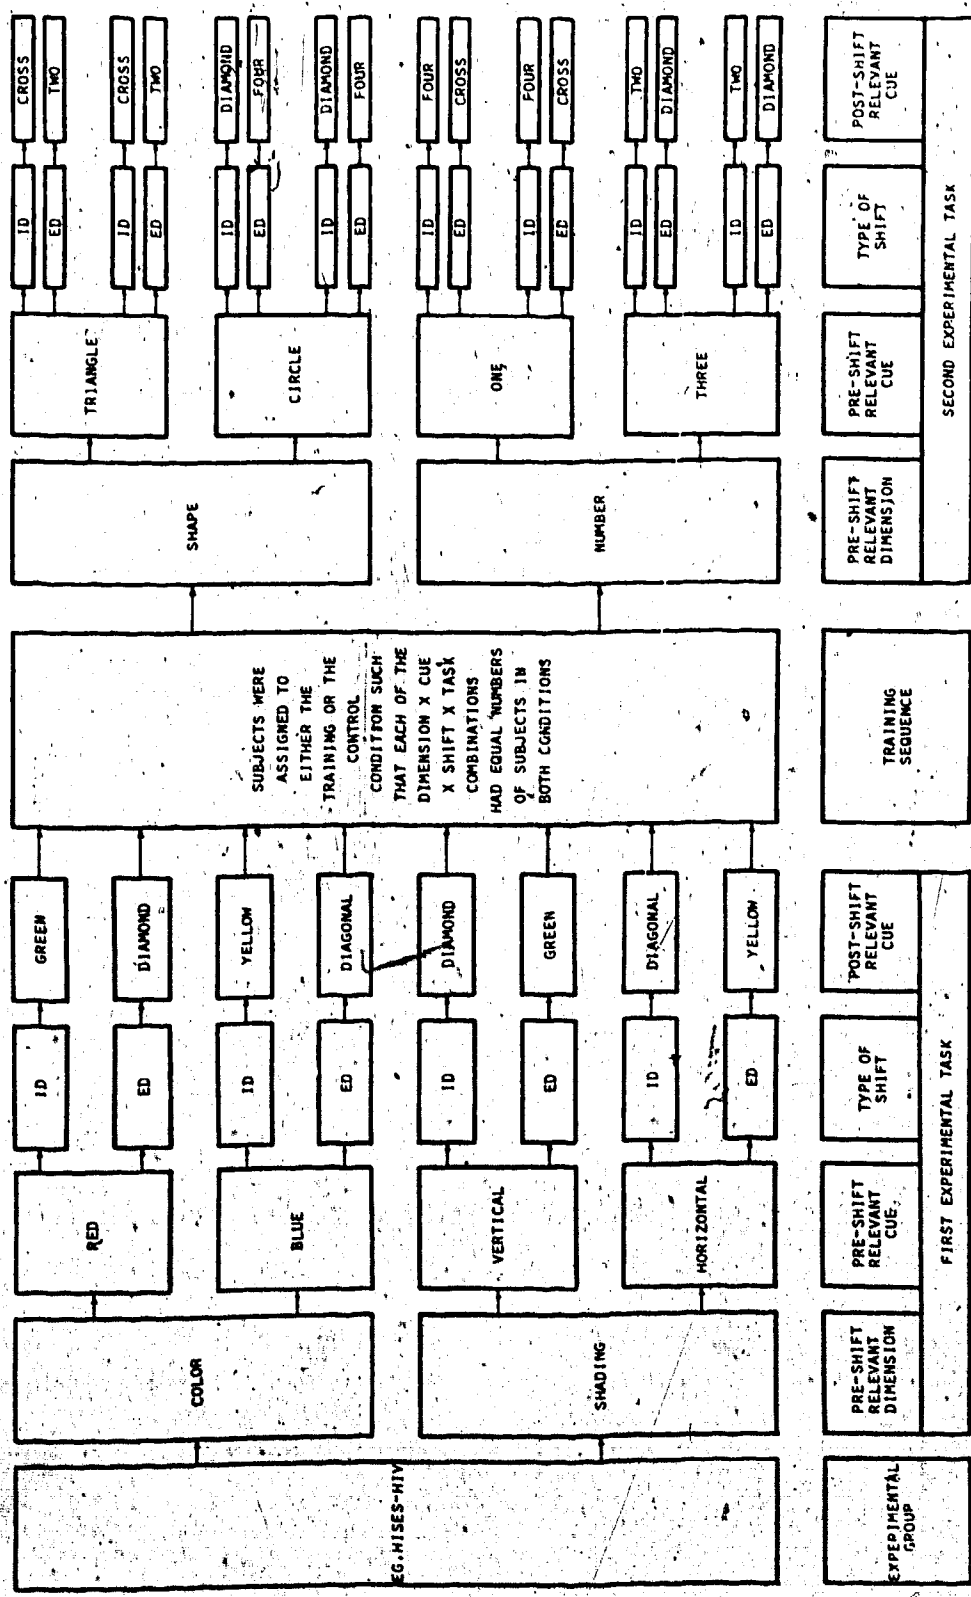 EG.HISES-HIV
COLOR
SHADING
RED
BLUE
VERTICAL
HORIZONTAL
ID
ED
ID
ED
ID
ED
ID
ED
GREEN
DIAMOND
YELLOW
DIAGONAL
DIAMOND
GREEN
DIAGONAL
YELLOW
SUBJECTS WERE
ASSIGNED TO
EITHER THE
TRAINING OR THE
CONTROL
CONDITION SUCH
THAT EACH OF THE
DIMENSION X CUE
X SHIFT X TASK
COMBINATIONS
HAD EQUAL NUMBERS
OF SUBJECTS IN
BOTH CONDITIONS
SHAPE
NUMBER
TRIANGLE
CIRCLE
ONE
THREE
ID
ED
ID
ED
ID
ED
ID
ED
ID
ED
ID
ED
ID
ED
ID
ED
CROSS
TWO
CROSS
TWO
DIAMOND
FOUR
DIAMOND
FOUR
FOUR
CROSS
FOUR
CROSS
TWO
DIAMOND
TWO
DIAMOND
EXPERIMENTAL
GROUP
PRE-SHIFT
RELEVANT
DIMENSION
PRE-SHIFT
RELEVANT
CUE
TYPE OF
SHIFT
POST-SHIFT
RELEVANT
CUE
TRAINING
SEQUENCE
PRE-SHIFT
RELEVANT
DIMENSION
PRE-SHIFT
RELEVANT
CUE
TYPE OF
SHIFT
POST-SHIFT
RELEVANT
CUE
FIRST EXPERIMENTAL TASK
SECOND EXPERIMENTAL TASK